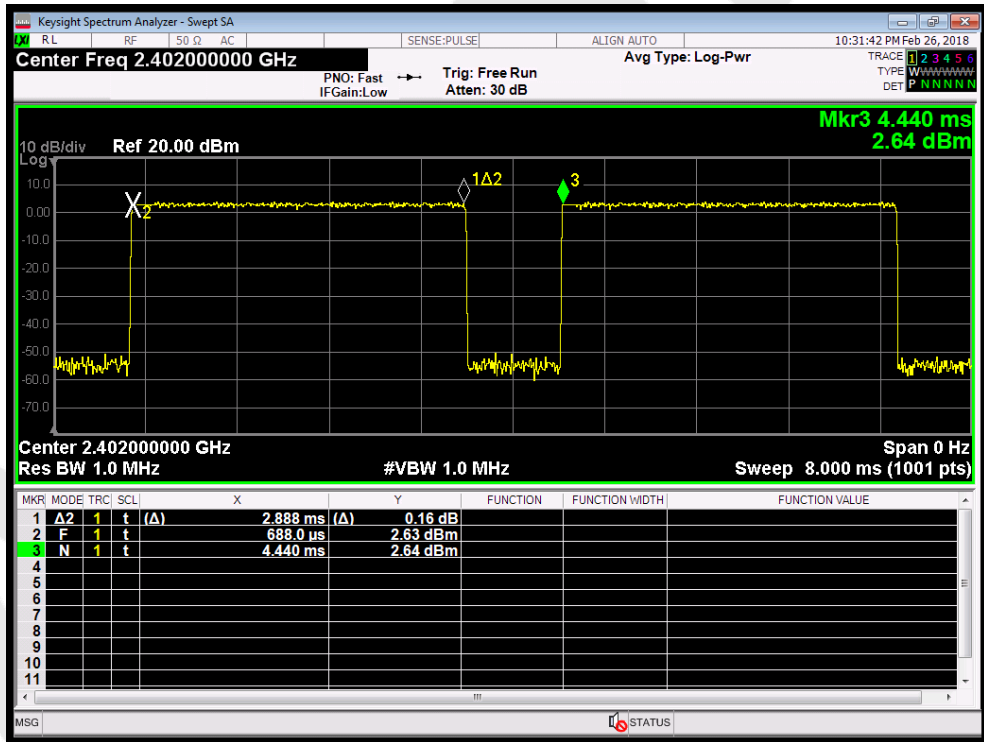 Keysight Spectrum Analyzer - Swept SA
LXI RL RF 50 Ω AC SENSE:PULSE ALIGN AUTO 10:31:42 PM Feb 26, 2018
Center Freq 2.402000000 GHz Avg Type: Log-Pwr TRACE 1 2 3 4 5 6
PNO: Fast Trig: Free Run TYPE W
IFGain:Low Atten: 30 dB DET P N N N N N
Mkr3 4.440 ms
10 dB/div Ref 20.00 dBm 2.64 dBm
Log
10.0
0.00
-10.0
-20.0
-30.0
-40.0
-50.0
-60.0
-70.0
2
1Δ2
3
Center 2.402000000 GHz Span 0 Hz
Res BW 1.0 MHz #VBW 1.0 MHz Sweep 8.000 ms (1001 pts)
MKR MODE TRC SCL X Y FUNCTION FUNCTION WIDTH FUNCTION VALUE
1 Δ2 1 t (Δ) 2.888 ms (Δ) 0.16 dB
2 F 1 t 688.0 µs 2.63 dBm
3 N 1 t 4.440 ms 2.64 dBm
4
5
6
7
8
9
10
11
MSG STATUS